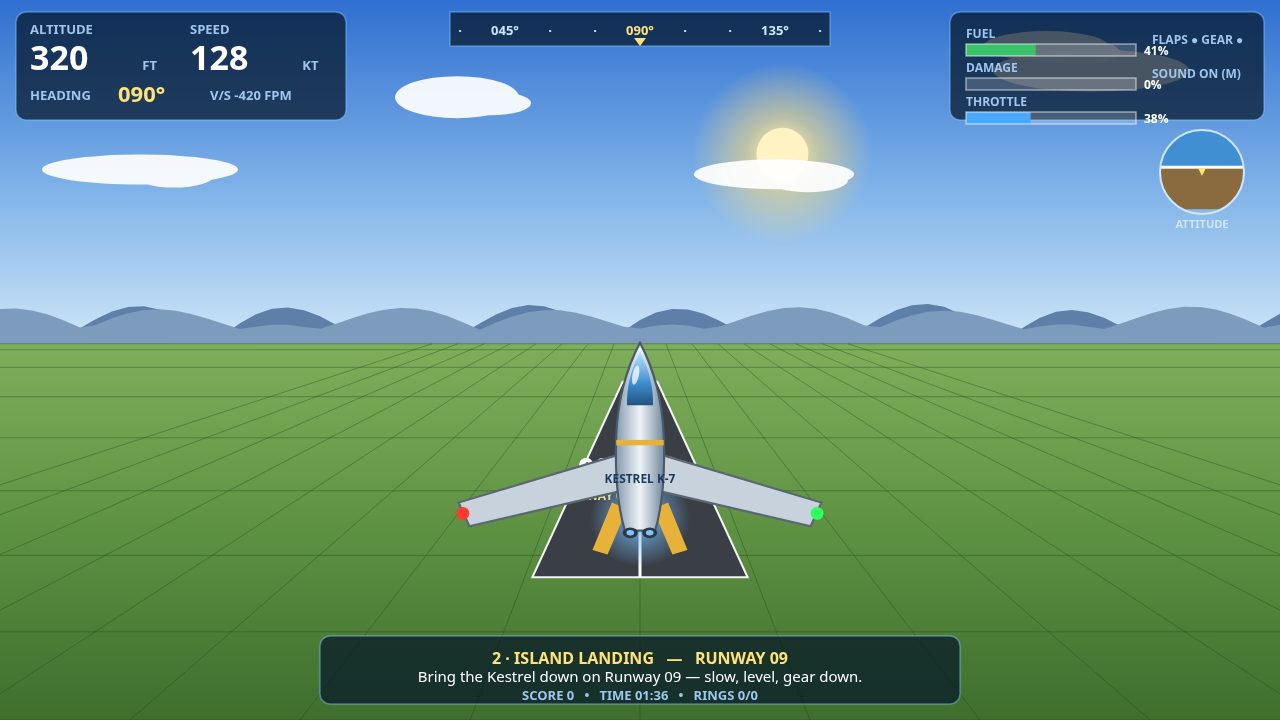 ALTITUDE SPEED
320 FT 128 KT
HEADING 090° V/S -420 FPM
· 045° · · 090° · · 135° ·
FUEL
41%
FLAPS ● GEAR ●
DAMAGE
0%
SOUND ON (M)
THROTTLE
38%
ATTITUDE
KESTREL K-7
2 · ISLAND LANDING — RUNWAY 09
Bring the Kestrel down on Runway 09 — slow, level, gear down.
SCORE 0 • TIME 01:36 • RINGS 0/0